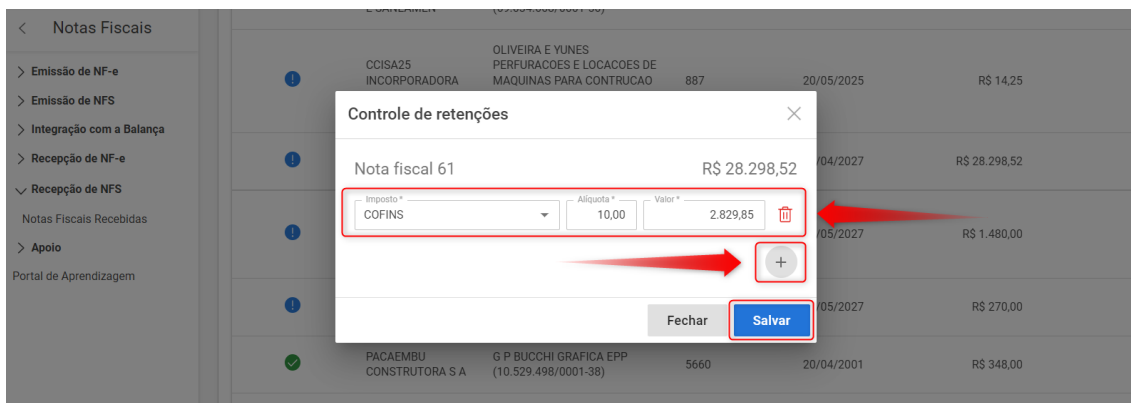 Notas Fiscais
Emissão de NF-e
Emissão de NFS
Integração com a Balança
Recepção de NF-e
Recepção de NFS
Notas Fiscais Recebidas
Apoio
Portal de Aprendizagem
E SANEAMEN
CCISA25
INCORPORADORA
OLIVEIRA E YUNES
PERFURACOES E LOCACOES DE
MAQUINAS PARA CONTRUCAO
887
20/05/2025
R$ 14,25
Controle de retenções
Nota fiscal 61
R$ 28.298,52
Imposto *
COFINS
Alíquota *
10,00
Valor *
2.829,85
Fechar
Salvar
/04/2027
R$ 28.298,52
/05/2027
R$ 1.480,00
/05/2027
R$ 270,00
PACAEMBU
CONSTRUTORA S A
G P BUCCHI GRAFICA EPP
(10.529.498/0001-38)
5660
20/04/2001
R$ 348,00